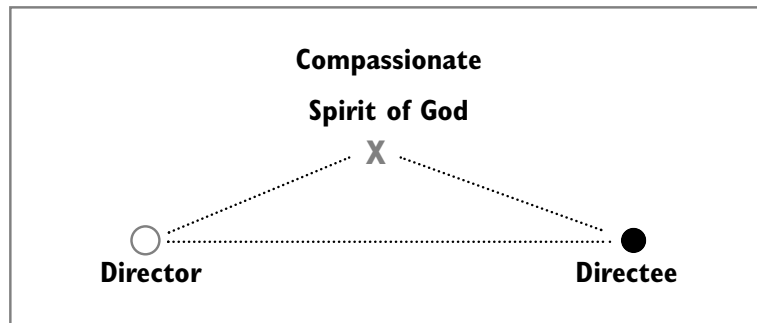 Compassionate
Spirit of God
X
Director
Directee